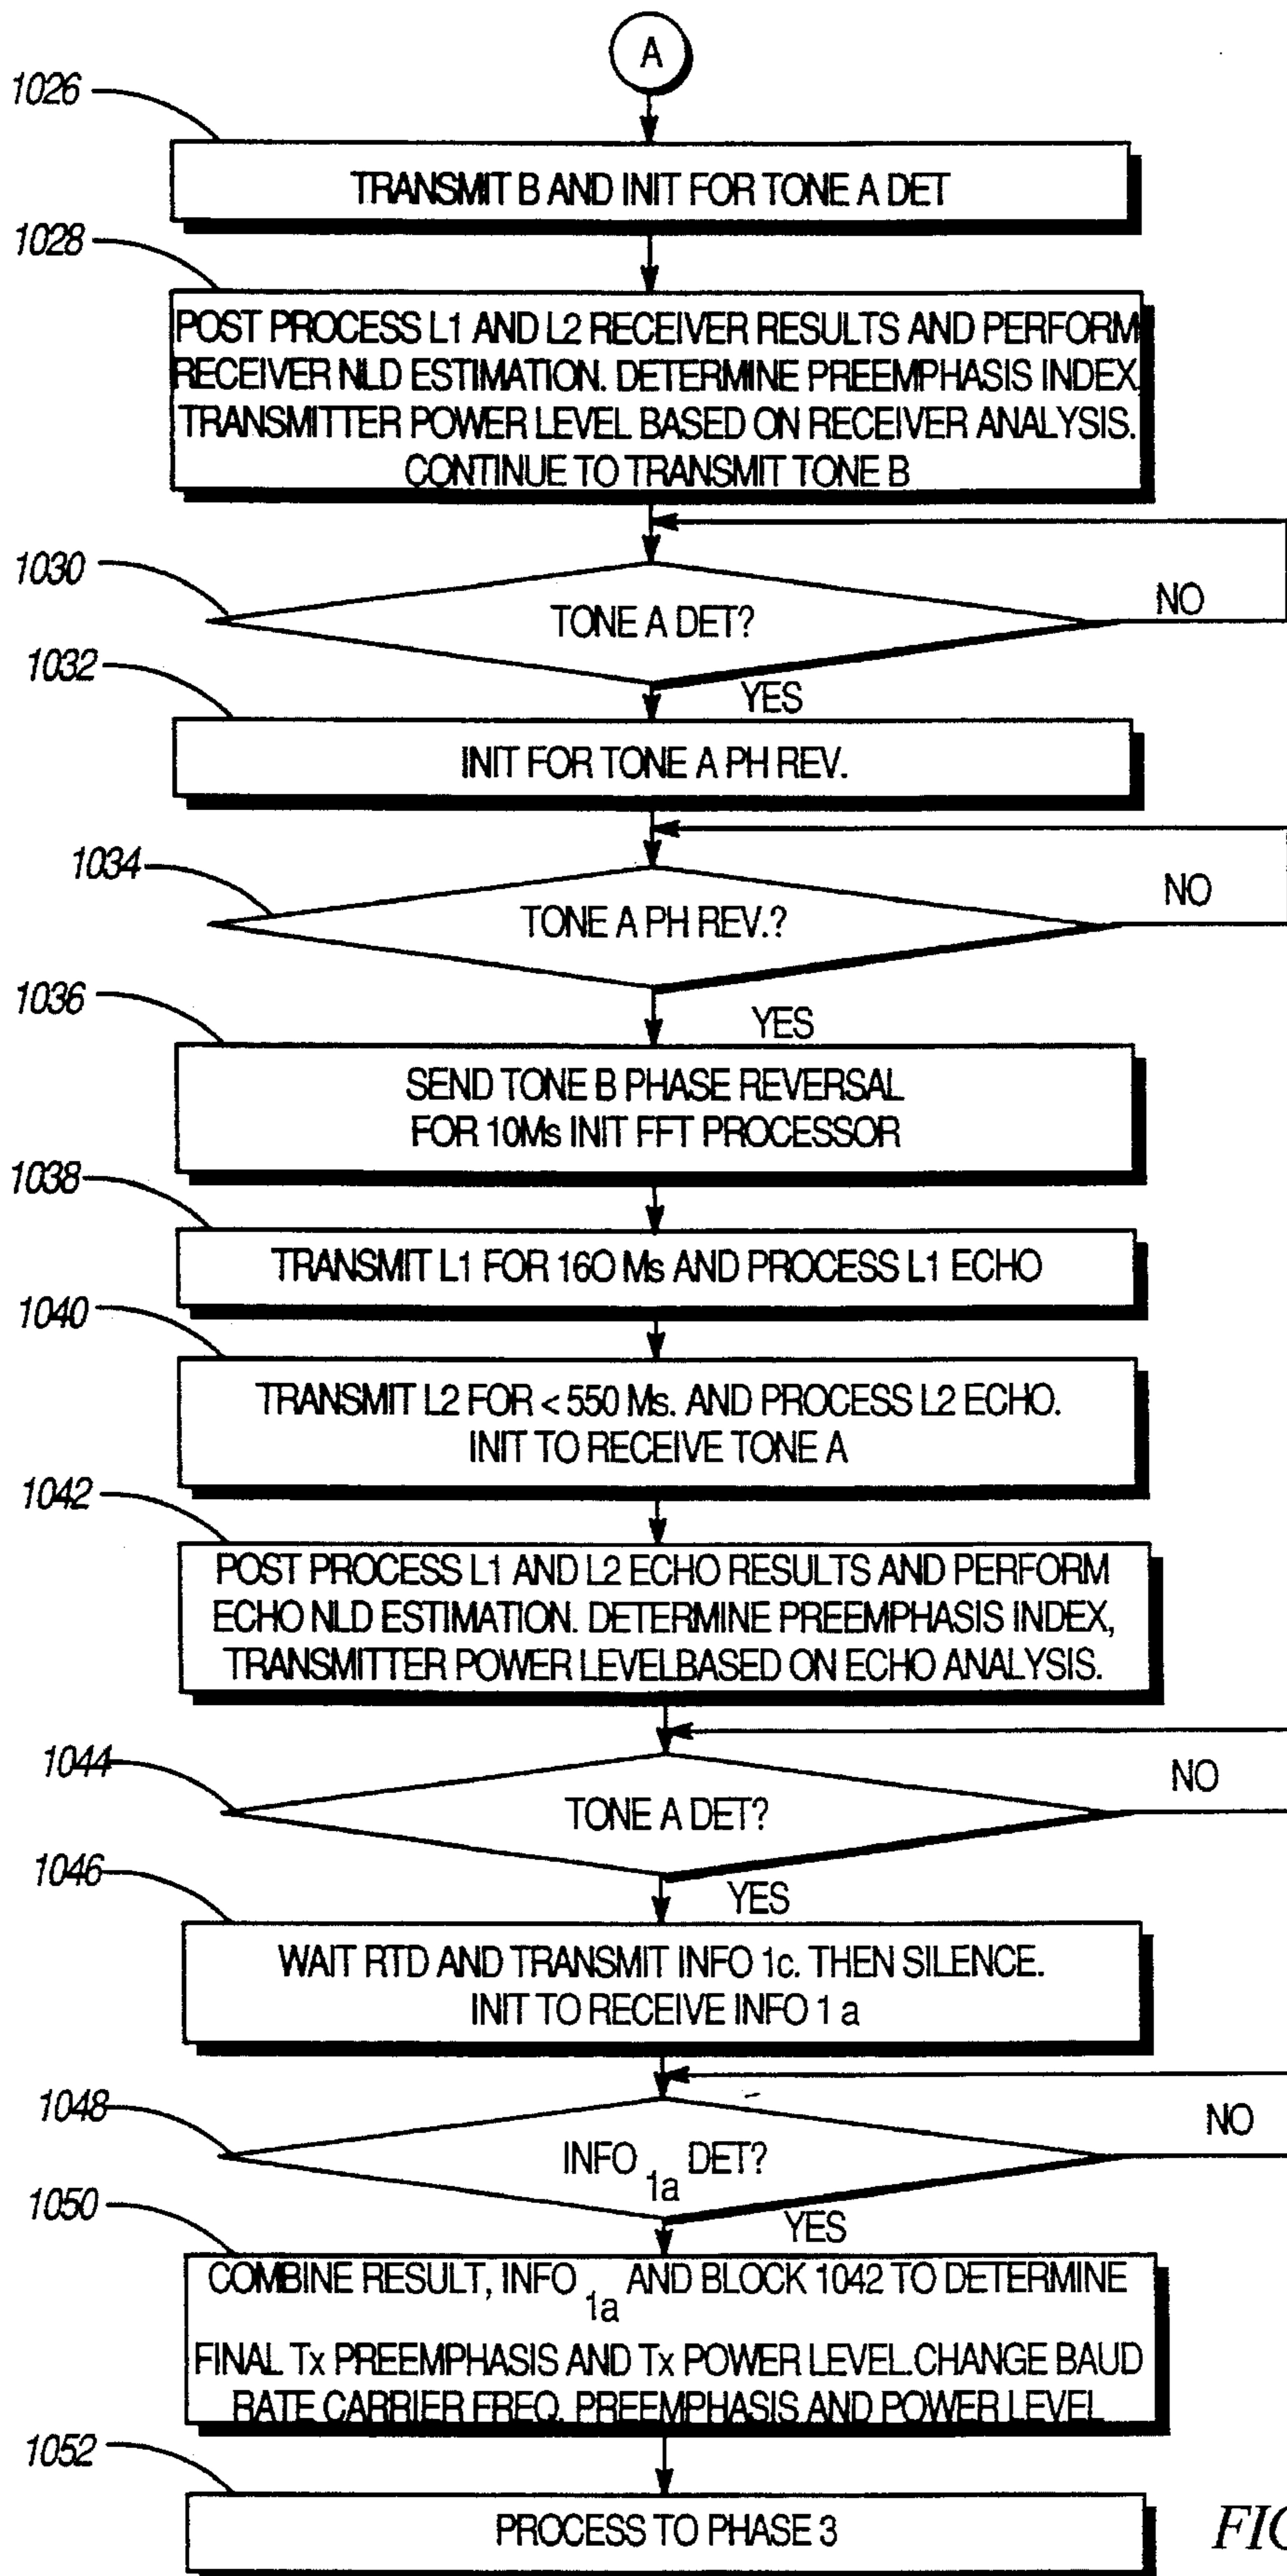 A
1026
TRANSMIT B AND INIT FOR TONE A DET
1028
POST PROCESS L1 AND L2 RECEIVER RESULTS AND PERFORM
RECEIVER NLD ESTIMATION. DETERMINE PREEMPHASIS INDEX
TRANSMITTER POWER LEVEL BASED ON RECEIVER ANALYSIS.
CONTINUE TO TRANSMIT TONE B
1030
TONE A DET?
NO
1032
YES
INIT FOR TONE A PH REV.
1034
TONE A PH REV.?
NO
1036
YES
SEND TONE B PHASE REVERSAL
FOR 10Ms INIT FFT PROCESSOR
1038
TRANSMIT L1 FOR 160 Ms AND PROCESS L1 ECHO
1040
TRANSMIT L2 FOR < 550 Ms. AND PROCESS L2 ECHO.
INIT TO RECEIVE TONE A
1042
POST PROCESS L1 AND L2 ECHO RESULTS AND PERFORM
ECHO NLD ESTIMATION. DETERMINE PREEMPHASIS INDEX,
TRANSMITTER POWER LEVELBASED ON ECHO ANALYSIS.
1044
TONE A DET?
NO
1046
YES
WAIT RTD AND TRANSMIT INFO 1c. THEN SILENCE.
INIT TO RECEIVE INFO 1 a
1048
INFO 1a DET?
NO
1050
YES
COMBINE RESULT, INFO 1a AND BLOCK 1042 TO DETERMINE
FINAL Tx PREEMPHASIS AND Tx POWER LEVEL.CHANGE BAUD
RATE CARRIER FREQ. PREEMPHASIS AND POWER LEVEL
1052
PROCESS TO PHASE 3